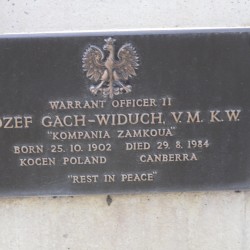 WARRANT OFFICER II
OZEF GACH-WIDUCH, V.M. K.W
"KOMPANIA ZAMKOUA"
BORN 25.10.1902 DIED 29.8.1984
KOCEN POLAND CANBERRA
"REST IN PEACE"